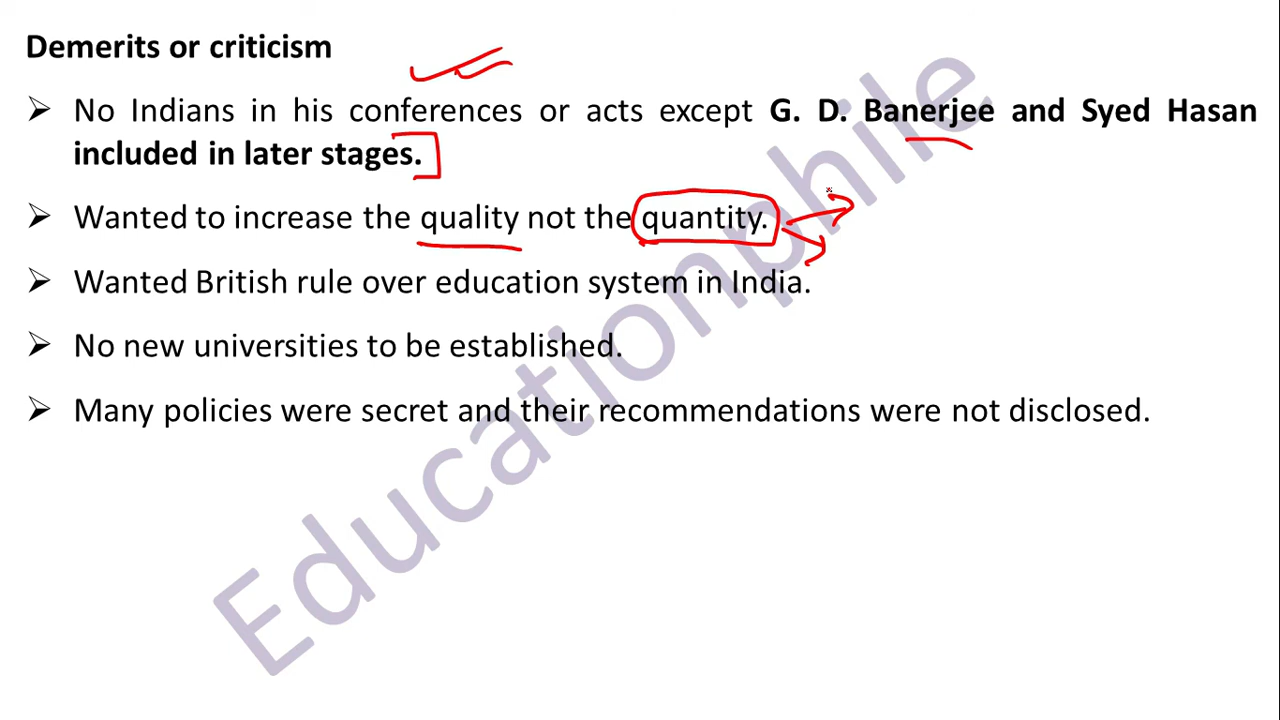 Demerits or criticism
➢ No Indians in his conferences or acts except G. D. Banerjee and Syed Hasan
included in later stages.
➢ Wanted to increase the quality not the quantity.
➢ Wanted British rule over education system in India.
➢ No new universities to be established.
➢ Many policies were secret and their recommendations were not disclosed.
Educationphile